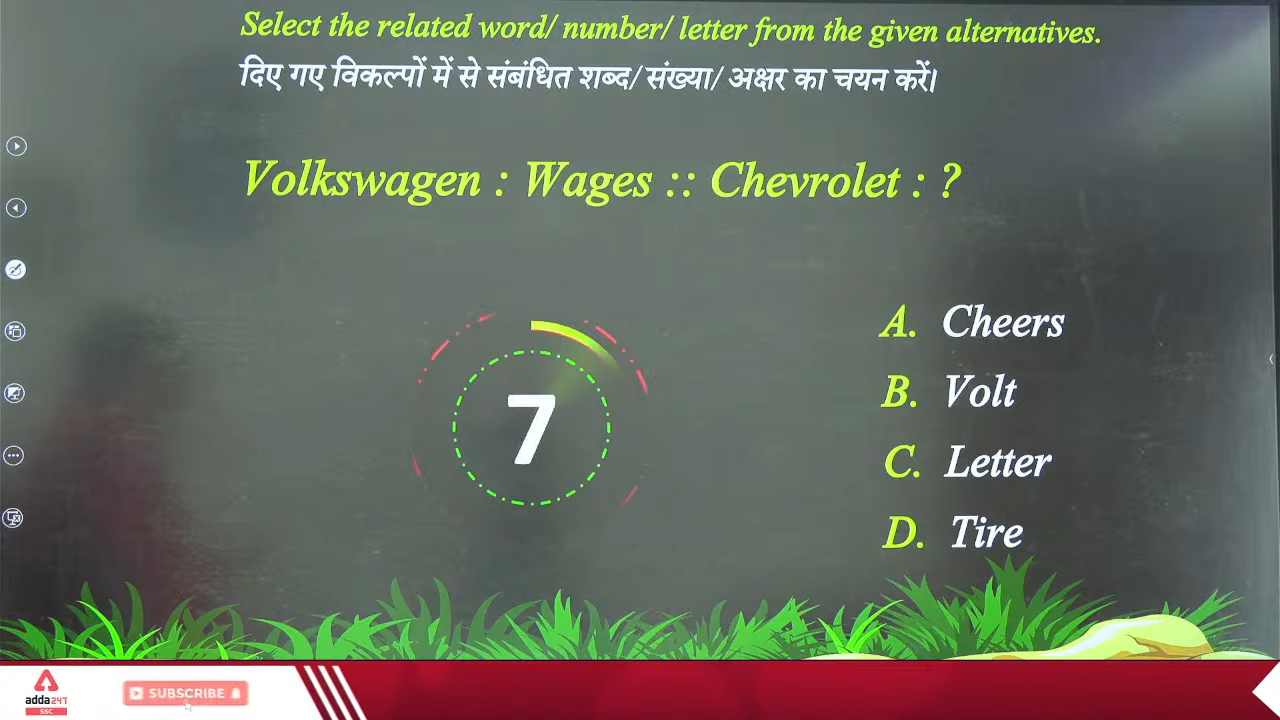 Select the related word/ number/ letter from the given alternatives.
दिए गए विकल्पों में से संबंधित शब्द/ संख्या/ अक्षर का चयन करें।
Volkswagen : Wages :: Chevrolet : ?
A. Cheers
B. Volt
C. Letter
D. Tire
7
adda247
SSC
SUBSCRIBE